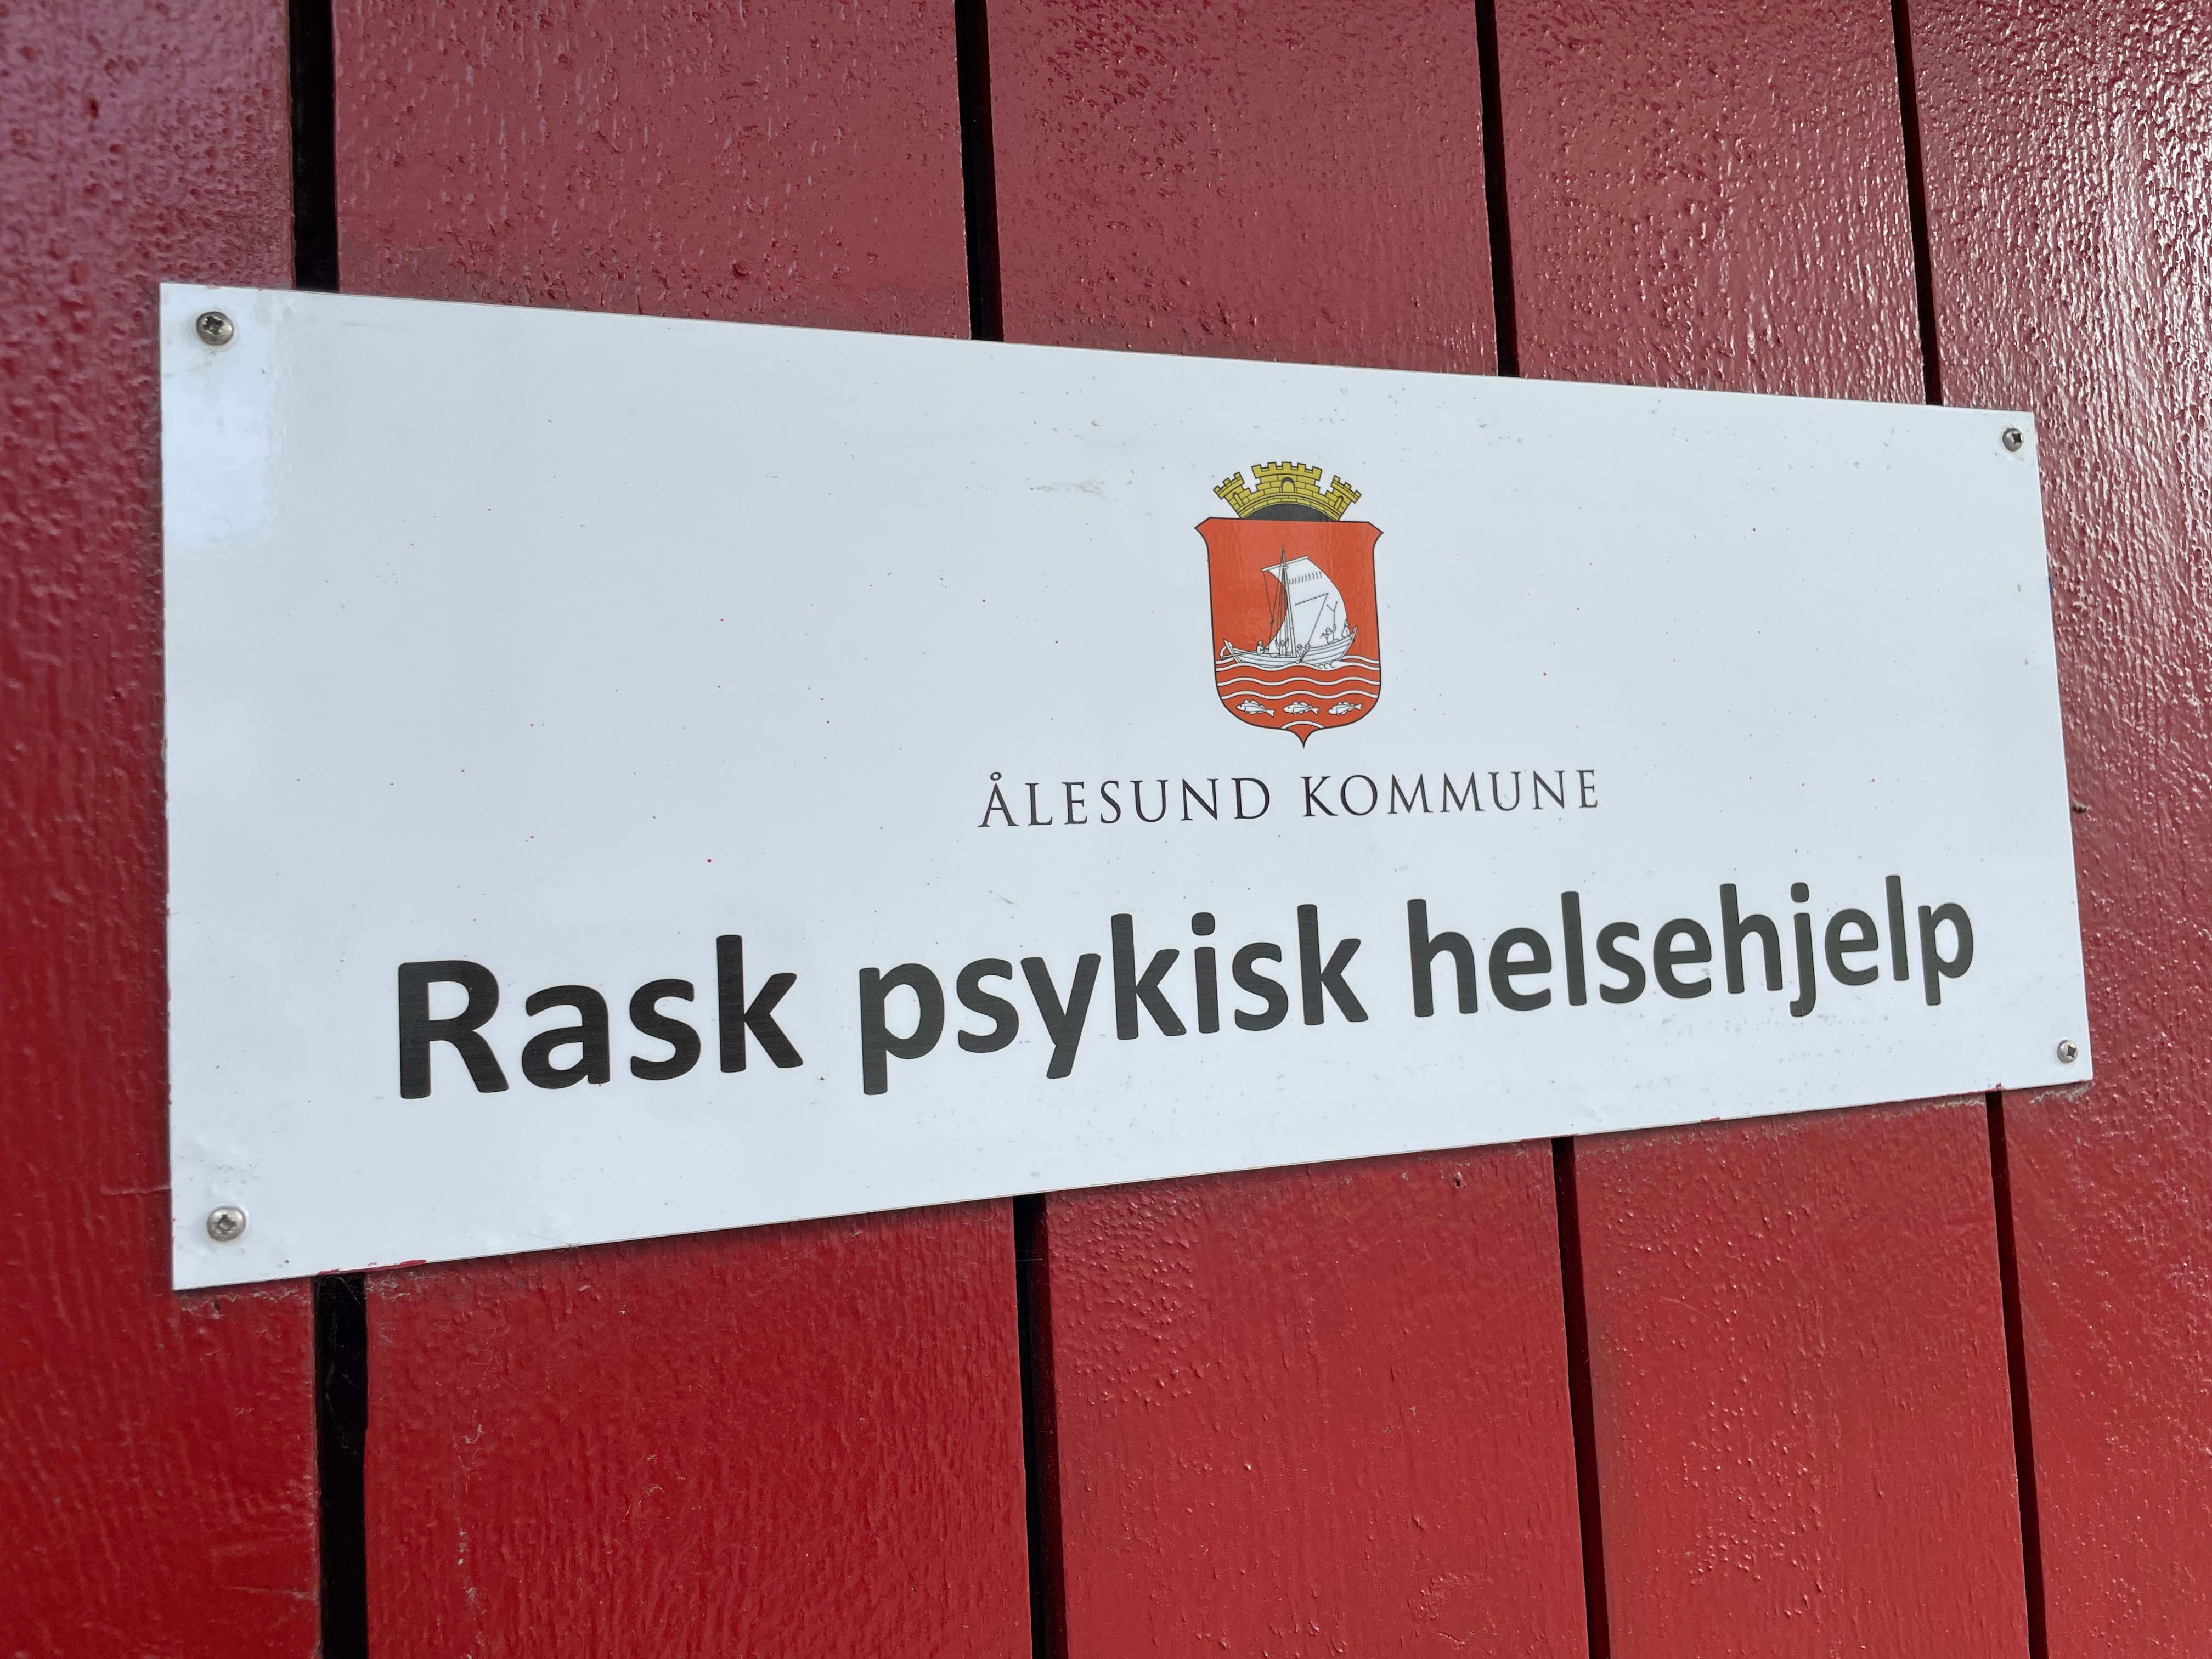 ÅLESUND KOMMUNE
Rask psykisk helsehjelp